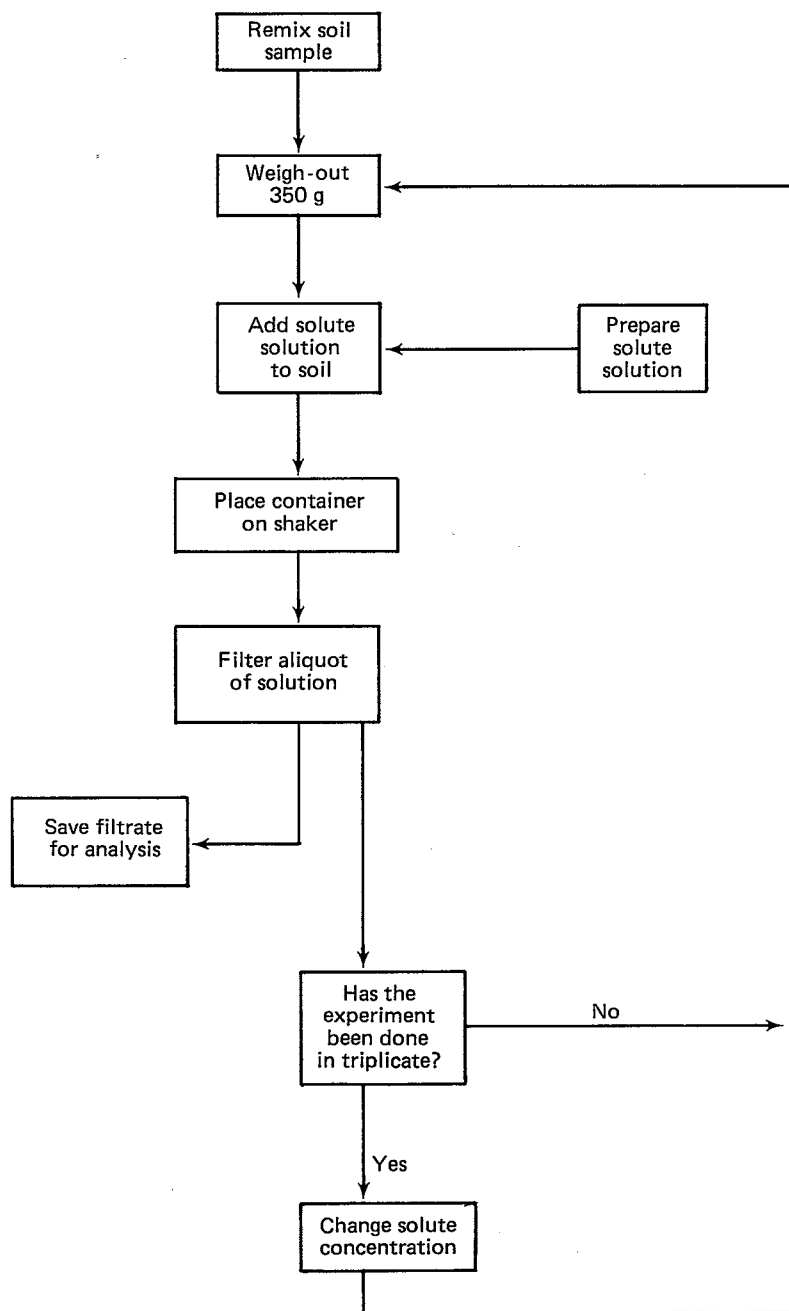 Remix soil
sample
Weigh-out
350 g
Add solute
solution
to soil
Prepare
solute
solution
Place container
on shaker
Filter aliquot
of solution
Save filtrate
for analysis
Has the
experiment
been done
in triplicate?
No
Yes
Change solute
concentration